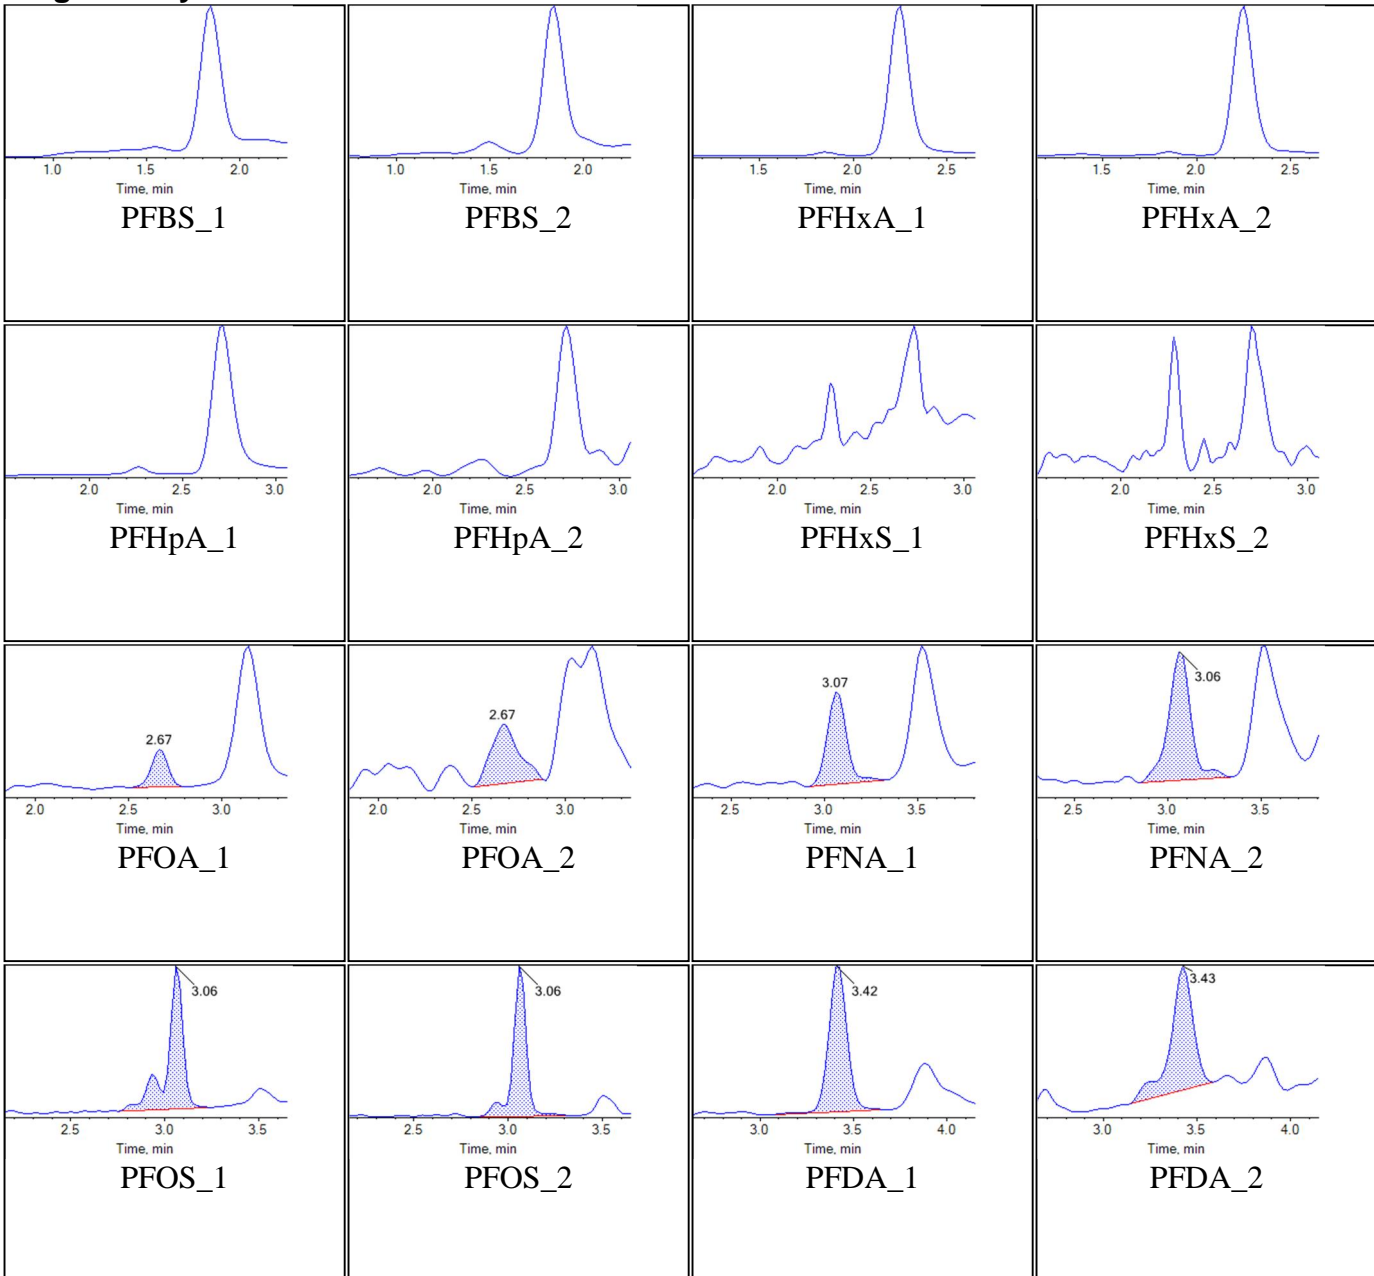 1.0 1.5 2.0
Time, min
PFBS_1
1.0 1.5 2.0
Time, min
PFBS_2
1.5 2.0 2.5
Time, min
PFHxA_1
1.5 2.0 2.5
Time, min
PFHxA_2
2.0 2.5 3.0
Time, min
PFHpA_1
2.0 2.5 3.0
Time, min
PFHpA_2
2.0 2.5 3.0
Time, min
PFHxS_1
2.0 2.5 3.0
Time, min
PFHxS_2
2.67
2.0 2.5 3.0
Time, min
PFOA_1
2.67
2.0 2.5 3.0
Time, min
PFOA_2
3.07
2.5 3.0 3.5
Time, min
PFNA_1
3.06
2.5 3.0 3.5
Time, min
PFNA_2
3.06
2.5 3.0 3.5
Time, min
PFOS_1
3.06
2.5 3.0 3.5
Time, min
PFOS_2
3.42
3.0 3.5 4.0
Time, min
PFDA_1
3.43
3.0 3.5 4.0
Time, min
PFDA_2